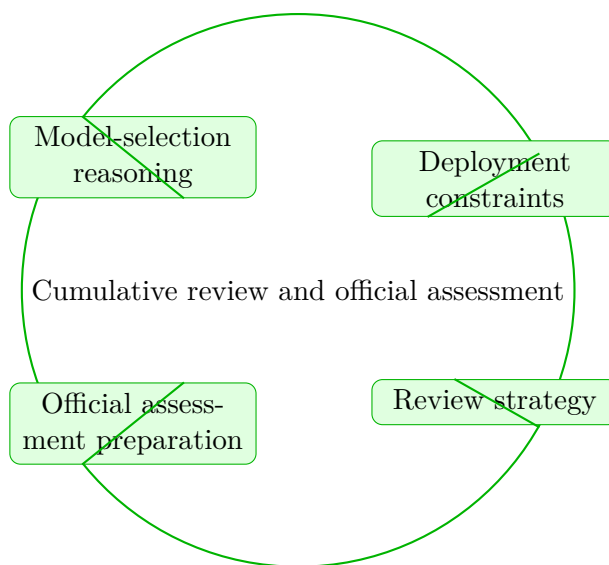 Model-selection
reasoning
Deployment
constraints
Cumulative review and official assessment
Official assess-
ment preparation
Review strategy